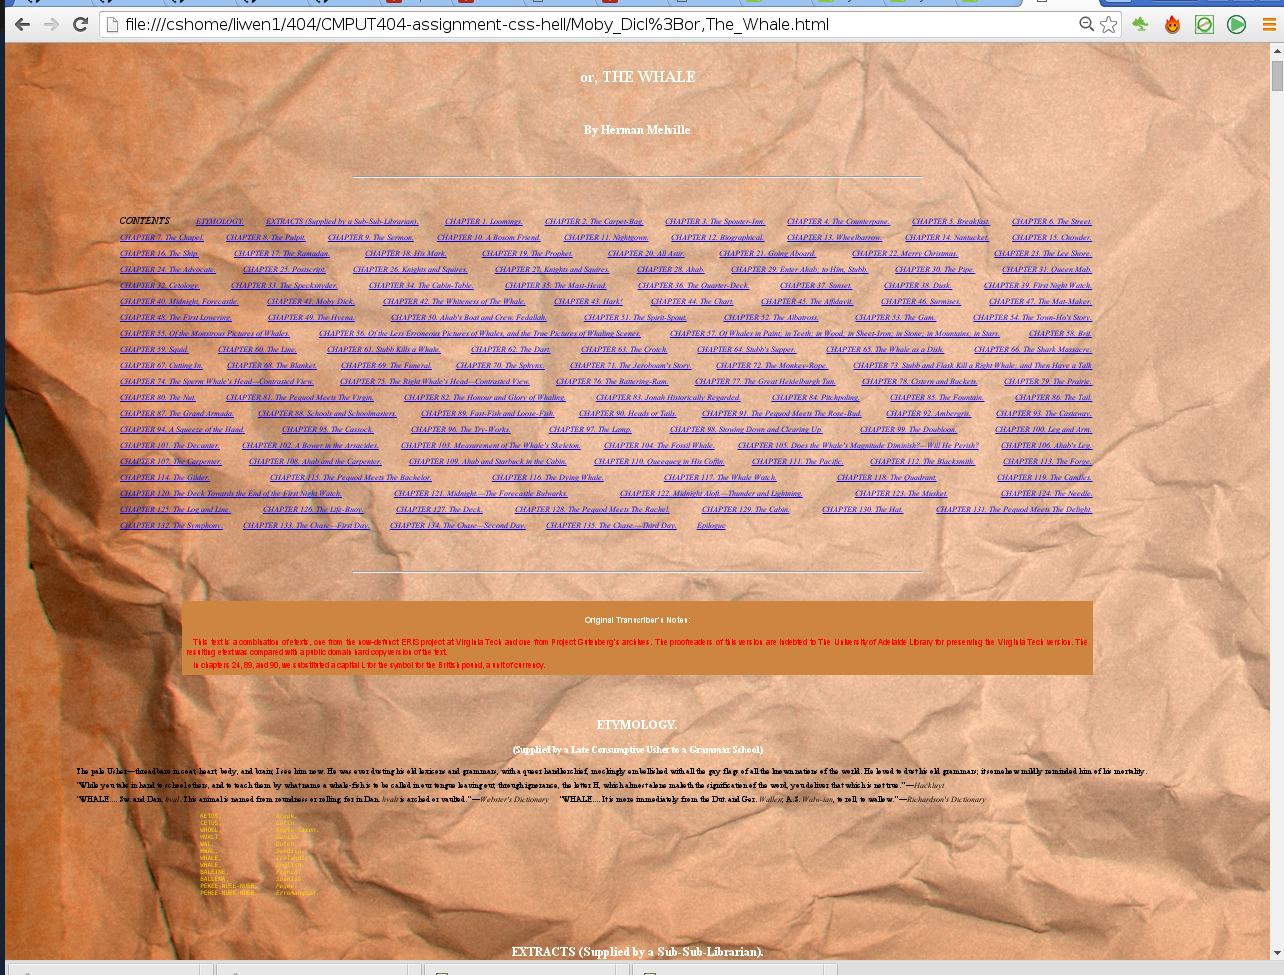 file:///cshome/liwen1/404/CMPUT404-assignment-css-hell/Moby_Dicl%3Bor,The_Whale.html
or, THE WHALE
By Herman Melville
CONTENTS ETYMOLOGY. EXTRACTS (Supplied by a Sub-Sub-Librarian). CHAPTER 1. Loomings. CHAPTER 2. The Carpet-Bag. CHAPTER 3. The Spouter-Inn. CHAPTER 4. The Counterpane. CHAPTER 5. Breakfast. CHAPTER 6. The Street.
CHAPTER 7. The Chapel. CHAPTER 8. The Pulpit. CHAPTER 9. The Sermon. CHAPTER 10. A Bosom Friend. CHAPTER 11. Nightgown. CHAPTER 12. Biographical. CHAPTER 13. Wheelbarrow. CHAPTER 14. Nantucket. CHAPTER 15. Chowder.
CHAPTER 16. The Ship. CHAPTER 17. The Ramadan. CHAPTER 18. His Mark. CHAPTER 19. The Prophet. CHAPTER 20. All Astir. CHAPTER 21. Going Aboard. CHAPTER 22. Merry Christmas. CHAPTER 23. The Lee Shore.
CHAPTER 24. The Advocate. CHAPTER 25. Postscript. CHAPTER 26. Knights and Squires. CHAPTER 27. Knights and Squires. CHAPTER 28. Ahab. CHAPTER 29. Enter Ahab; to Him, Stubb. CHAPTER 30. The Pipe. CHAPTER 31. Queen Mab.
CHAPTER 32. Cetology. CHAPTER 33. The Specksnyder. CHAPTER 34. The Cabin-Table. CHAPTER 35. The Mast-Head. CHAPTER 36. The Quarter-Deck. CHAPTER 37. Sunset. CHAPTER 38. Dusk. CHAPTER 39. First Night Watch.
CHAPTER 40. Midnight, Forecastle. CHAPTER 41. Moby Dick. CHAPTER 42. The Whiteness of The Whale. CHAPTER 43. Hark! CHAPTER 44. The Chart. CHAPTER 45. The Affidavit. CHAPTER 46. Surmises. CHAPTER 47. The Mat-Maker.
CHAPTER 48. The First Lowering. CHAPTER 49. The Hyena. CHAPTER 50. Ahab's Boat and Crew. Fedallah. CHAPTER 51. The Spirit-Spout. CHAPTER 52. The Albatross. CHAPTER 53. The Gam. CHAPTER 54. The Town-Ho's Story.
CHAPTER 55. Of the Monstrous Pictures of Whales. CHAPTER 56. Of the Less Erroneous Pictures of Whales, and the True Pictures of Whaling Scenes. CHAPTER 57. Of Whales in Paint; in Teeth; in Wood; in Sheet-Iron; in Stone; in Mountains; in Stars. CHAPTER 58. Brit.
CHAPTER 59. Squid. CHAPTER 60. The Line. CHAPTER 61. Stubb Kills a Whale. CHAPTER 62. The Dart. CHAPTER 63. The Crotch. CHAPTER 64. Stubb's Supper. CHAPTER 65. The Whale as a Dish. CHAPTER 66. The Shark Massacre.
CHAPTER 67. Cutting In. CHAPTER 68. The Blanket. CHAPTER 69. The Funeral. CHAPTER 70. The Sphynx. CHAPTER 71. The Jeroboam's Story. CHAPTER 72. The Monkey-Rope. CHAPTER 73. Stubb and Flask Kill a Right Whale; and Then Have a Talk
CHAPTER 74. The Sperm Whale's Head—Contrasted View. CHAPTER 75. The Right Whale's Head—Contrasted View. CHAPTER 76. The Battering-Ram. CHAPTER 77. The Great Heidelburgh Tun. CHAPTER 78. Cistern and Buckets. CHAPTER 79. The Prairie.
CHAPTER 80. The Nut. CHAPTER 81. The Pequod Meets The Virgin. CHAPTER 82. The Honour and Glory of Whaling. CHAPTER 83. Jonah Historically Regarded. CHAPTER 84. Pitchpoling. CHAPTER 85. The Fountain. CHAPTER 86. The Tail.
CHAPTER 87. The Grand Armada. CHAPTER 88. Schools and Schoolmasters. CHAPTER 89. Fast-Fish and Loose-Fish. CHAPTER 90. Heads or Tails. CHAPTER 91. The Pequod Meets The Rose-Bud. CHAPTER 92. Ambergris. CHAPTER 93. The Castaway.
CHAPTER 94. A Squeeze of the Hand. CHAPTER 95. The Cassock. CHAPTER 96. The Try-Works. CHAPTER 97. The Lamp. CHAPTER 98. Stowing Down and Clearing Up. CHAPTER 99. The Doubloon. CHAPTER 100. Leg and Arm.
CHAPTER 101. The Decanter. CHAPTER 102. A Bower in the Arsacides. CHAPTER 103. Measurement of The Whale's Skeleton. CHAPTER 104. The Fossil Whale. CHAPTER 105. Does the Whale's Magnitude Diminish?—Will He Perish? CHAPTER 106. Ahab's Leg.
CHAPTER 107. The Carpenter. CHAPTER 108. Ahab and the Carpenter. CHAPTER 109. Ahab and Starbuck in the Cabin. CHAPTER 110. Queequeg in His Coffin. CHAPTER 111. The Pacific. CHAPTER 112. The Blacksmith. CHAPTER 113. The Forge.
CHAPTER 114. The Gilder. CHAPTER 115. The Pequod Meets The Bachelor. CHAPTER 116. The Dying Whale. CHAPTER 117. The Whale Watch. CHAPTER 118. The Quadrant. CHAPTER 119. The Candles.
CHAPTER 120. The Deck Towards the End of the First Night Watch. CHAPTER 121. Midnight.—The Forecastle Bulwarks. CHAPTER 122. Midnight Aloft.—Thunder and Lightning. CHAPTER 123. The Musket. CHAPTER 124. The Needle.
CHAPTER 125. The Log and Line. CHAPTER 126. The Life-Buoy. CHAPTER 127. The Deck. CHAPTER 128. The Pequod Meets The Rachel. CHAPTER 129. The Cabin. CHAPTER 130. The Hat. CHAPTER 131. The Pequod Meets The Delight.
CHAPTER 132. The Symphony. CHAPTER 133. The Chase—First Day. CHAPTER 134. The Chase—Second Day. CHAPTER 135. The Chase.—Third Day. Epilogue
Original Transcriber's Notes:
This text is a combination of etexts, one from the now-defunct ERIS project at Virginia Tech and one from Project Gutenberg's archives. The proofreaders of this version are indebted to The University of Adelaide Library for preserving the Virginia Tech version. The
resulting etext was compared with a public domain hard copy version of the text.
In chapters 24, 89, and 90, we substituted a capital L for the symbol for the British pound, a unit of currency.
ETYMOLOGY.
(Supplied by a Late Consumptive Usher to a Grammar School)
The pale Usher—threadbare in coat, heart, body, and brain; I see him now. He was ever dusting his old lexicons and grammars, with a queer handkerchief, mockingly embellished with all the gay flags of all the known nations of the world. He loved to dust his old grammars; it somehow mildly reminded him of his mortality.
"While you take in hand to school others, and to teach them by what name a whale-fish is to be called in our tongue leaving out, through ignorance, the letter H, which almost alone maketh the signification of the word, you deliver that which is not true."—Hackluyt
"WHALE.... Sw. and Dan. hval. This animal is named from roundness or rolling; for in Dan. hvalt is arched or vaulted."—Webster's Dictionary "WHALE.... It is more immediately from the Dut. and Ger. Wallen; A.S. Walw-ian, to roll, to wallow."—Richardson's Dictionary
KETOS, Greek.
CETUS, Latin.
WHOEL, Anglo-Saxon.
HVALT, Danish.
WAL, Dutch.
HWAL, Swedish.
WHALE, Icelandic.
WHALE, English.
BALEINE, French.
BALLENA, Spanish.
PEKEE-NUEE-NUEE, Fegee.
PEHEE-NUEE-NUEE, Erromangoan.
EXTRACTS (Supplied by a Sub-Sub-Librarian).